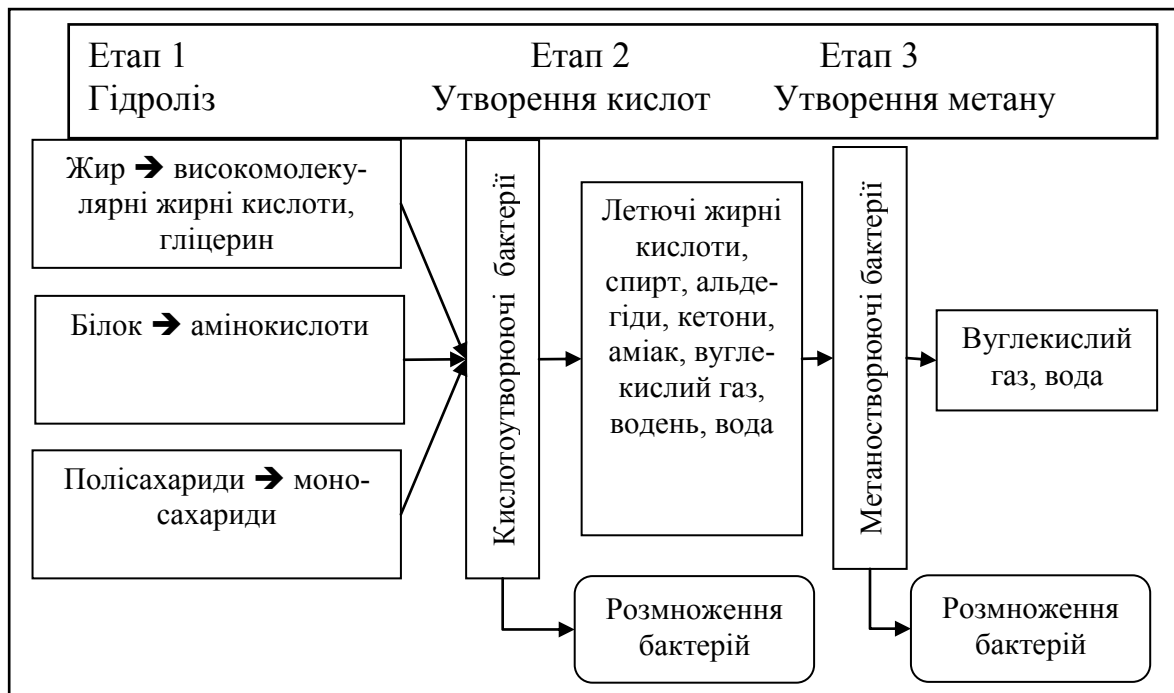 Етап 1 Етап 2 Етап 3
Гідроліз Утворення кислот Утворення метану
Жир ➔ високомолеку-
лярні жирні кислоти,
гліцерин
Білок ➔ амінокислоти
Полісахариди ➔ моно-
сахариди
Кислотоутворюючі бактерії
Летючі жирні
кислоти,
спирт, альде-
гіди, кетони,
аміак, вугле-
кислий газ,
водень, вода
Метаностворюючі бактерії
Вуглекислий
газ, вода
Розмноження
бактерій
Розмноження
бактерій